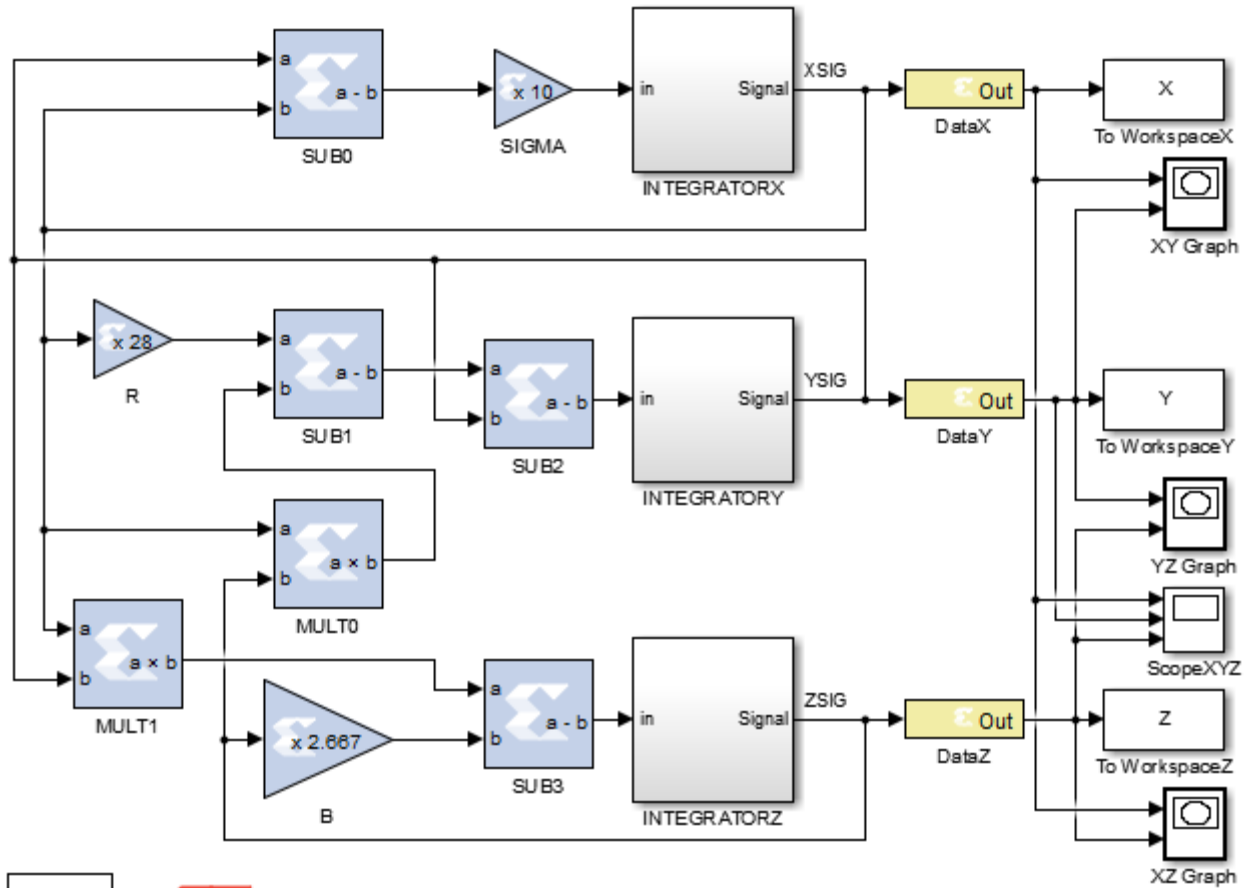 a
b
a - b
SUB0
x 10
SIGMA
in
Signal
INTEGRATORX
XSIG
Out
DataX
X
To WorkspaceX
XY Graph
x 28
R
a
b
a - b
SUB1
a
b
a - b
SUB2
in
Signal
INTEGRATORY
YSIG
Out
DataY
Y
To WorkspaceY
YZ Graph
a
b
a × b
MULT0
a
b
a × b
MULT1
x 2.667
B
a
b
a - b
SUB3
in
Signal
INTEGRATORZ
ZSIG
Out
DataZ
ScopeXYZ
Z
To WorkspaceZ
XZ Graph